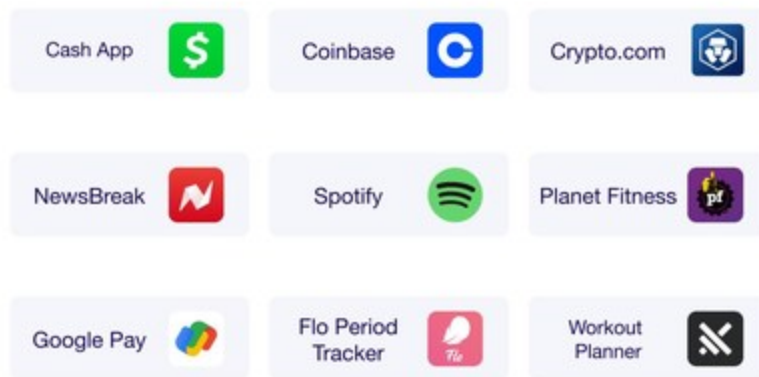 Cash App
$
Coinbase
Crypto.com
NewsBreak
Spotify
Planet Fitness
pf
Google Pay
Flo Period
Tracker
Flo
Workout
Planner